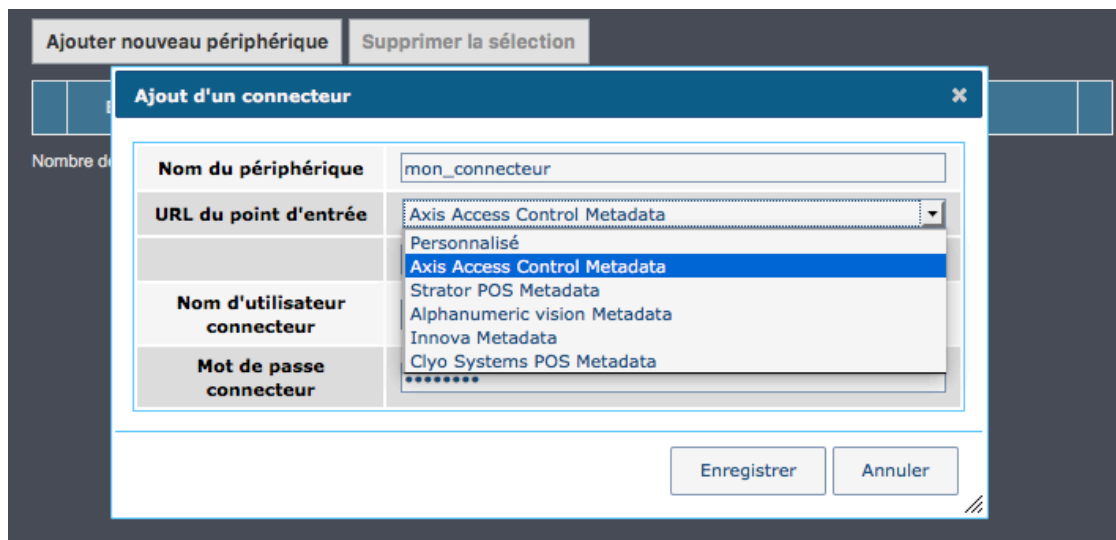 Ajouter nouveau périphérique Supprimer la sélection
Ajout d'un connecteur
Nombre de
Nom du périphérique mon_connecteur
URL du point d'entrée Axis Access Control Metadata
Personnalisé
Axis Access Control Metadata
Strator POS Metadata
Alphanumeric vision Metadata
Innova Metadata
Clyo Systems POS Metadata
Nom d'utilisateur
connecteur
Mot de passe
connecteur
••••••••
Enregistrer Annuler